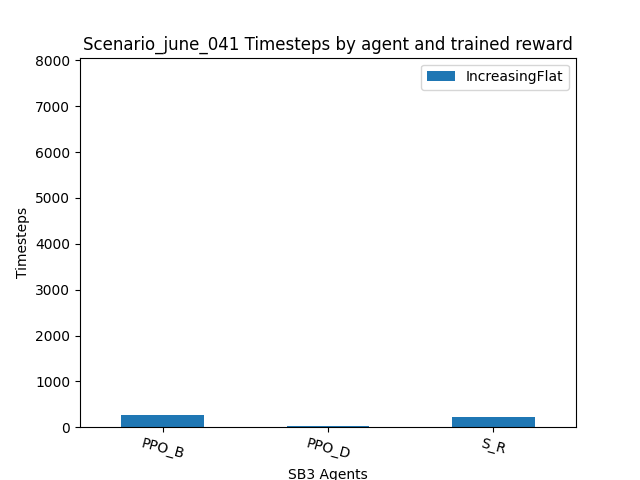 Scenario_june_041 Timesteps by agent and trained reward
IncreasingFlat
8000
7000
6000
5000
4000
3000
2000
1000
0
Timesteps
PPO_B
PPO_D
S_R
SB3 Agents